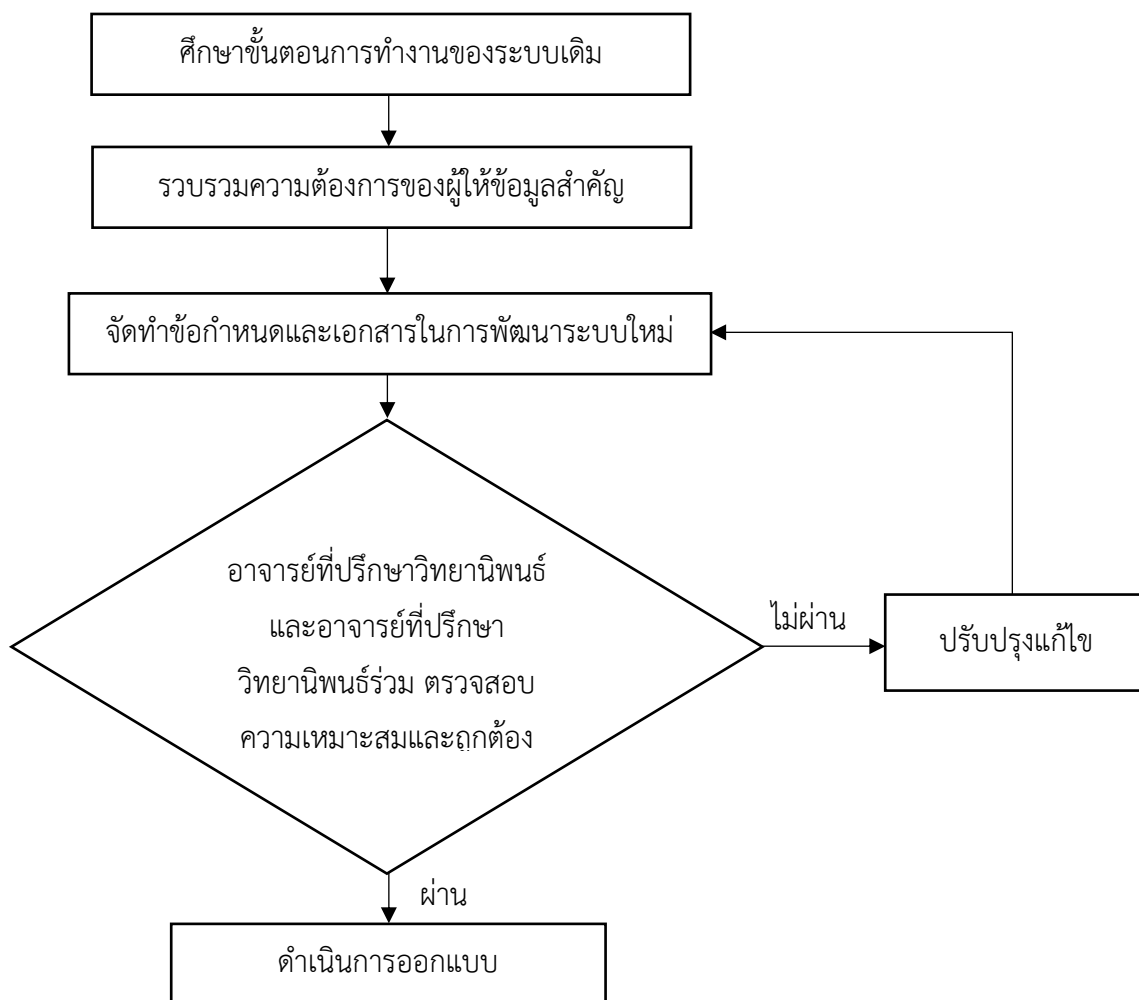 ศึกษาขั้นตอนการทำงานของระบบเดิม
รวบรวมความต้องการของผู้ให้ข้อมูลสำคัญ
จัดทำข้อกำหนดและเอกสารในการพัฒนาระบบใหม่
อาจารย์ที่ปรึกษาวิทยานิพนธ์
และอาจารย์ที่ปรึกษา
วิทยานิพนธ์ร่วม ตรวจสอบ
ความเหมาะสมและถูกต้อง
ไม่ผ่าน
ปรับปรุงแก้ไข
ผ่าน
ดำเนินการออกแบบ